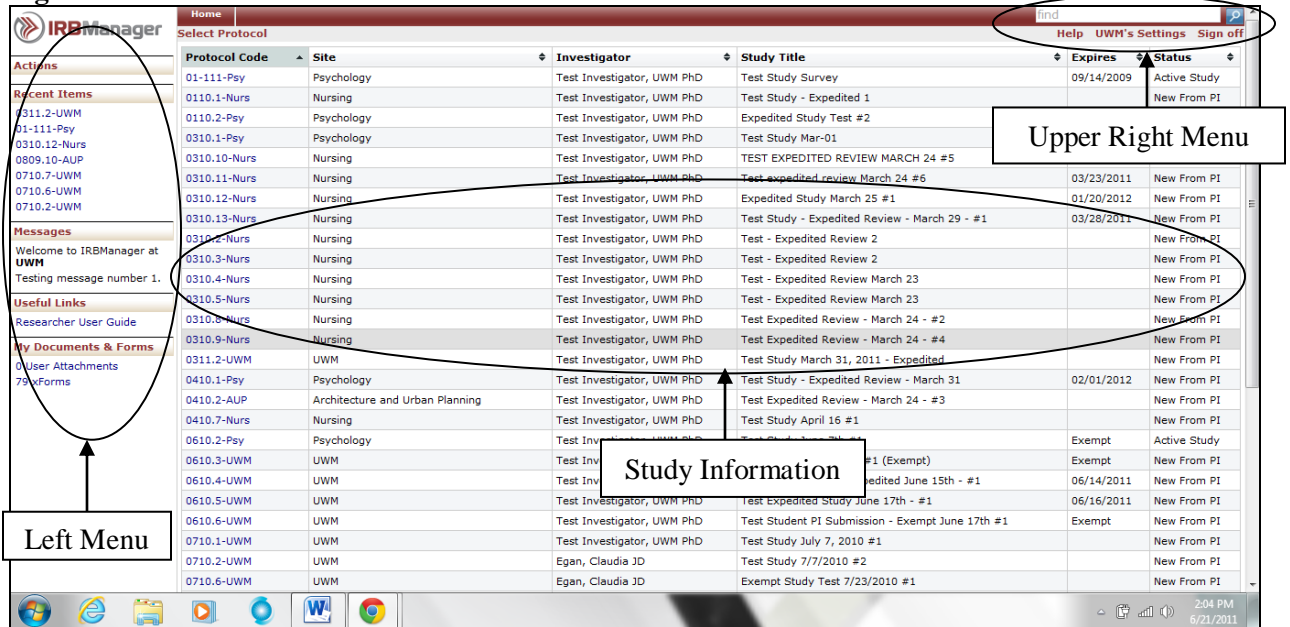 Home
find
IRBManager
Select Protocol
Help UWM's Settings Sign off
Protocol Code Site Investigator Study Title Expires Status
Actions
01-111-Psy Psychology Test Investigator, UWM PhD Test Study Survey 09/14/2009 Active Study
Recent Items
0110.1-Nurs Nursing Test Investigator, UWM PhD Test Study - Expedited 1 New From PI
0311.2-UWM
01-111-Psy
0310.12-Nurs
0809.10-AUP
0710.7-UWM
0710.6-UWM
0710.2-UWM
0110.2-Psy Psychology Test Investigator, UWM PhD Expedited Study Test #2
0310.1-Psy Psychology Test Investigator, UWM PhD Test Study Mar-01
Upper Right Menu
0310.10-Nurs Nursing Test Investigator, UWM PhD TEST EXPEDITED REVIEW MARCH 24 #5
0310.11-Nurs Nursing Test Investigator, UWM PhD Test expedited review March 24 #6 03/23/2011 New From PI
0310.12-Nurs Nursing Test Investigator, UWM PhD Expedited Study March 25 #1 01/20/2012 New From PI
0310.13-Nurs Nursing Test Investigator, UWM PhD Test Study - Expedited Review - March 29 - #1 03/28/2011 New From PI
Messages
Welcome to IRBManager at
UWM
Testing message number 1.
0310.2-Nurs Nursing Test Investigator, UWM PhD Test - Expedited Review 2 New From PI
0310.3-Nurs Nursing Test Investigator, UWM PhD Test - Expedited Review 2 New From PI
0310.4-Nurs Nursing Test Investigator, UWM PhD Test - Expedited Review March 23 New From PI
0310.5-Nurs Nursing Test Investigator, UWM PhD Test - Expedited Review March 23 New From PI
Useful Links
Researcher User Guide
0310.8-Nurs Nursing Test Investigator, UWM PhD Test Expedited Review - March 24 - #2 New From PI
My Documents & Forms
0 User Attachments
79 xForms
0310.9-Nurs Nursing Test Investigator, UWM PhD Test Expedited Review - March 24 - #4 New From PI
0311.2-UWM UWM Test Investigator, UWM PhD Test Study March 31, 2011 - Expedited New From PI
0410.1-Psy Psychology Test Investigator, UWM PhD Test Study - Expedited Review - March 31 02/01/2012 New From PI
0410.2-AUP Architecture and Urban Planning Test Investigator, UWM PhD Test Expedited Review - March 24 - #3 New From PI
0410.7-Nurs Nursing Test Investigator, UWM PhD Test Study April 16 #1 New From PI
0610.2-Psy Psychology Exempt Active Study
Study Information
0610.3-UWM UWM Test #1 (Exempt) Exempt New From PI
0610.4-UWM UWM Test June 15th - #1 06/14/2011 New From PI
0610.5-UWM UWM Test Investigator, UWM PhD Test Expedited Study June 17th - #1 06/16/2011 New From PI
0610.6-UWM UWM Test Investigator, UWM PhD Test Student PI Submission - Exempt June 17th #1 Exempt New From PI
Left Menu
0710.1-UWM UWM Test Investigator, UWM PhD Test Study July 7, 2010 #1 New From PI
0710.2-UWM UWM Egan, Claudia JD Test Study 7/7/2010 #2 New From PI
0710.6-UWM UWM Egan, Claudia JD Exempt Study Test 7/23/2010 #1 New From PI
2:04 PM
6/21/2011